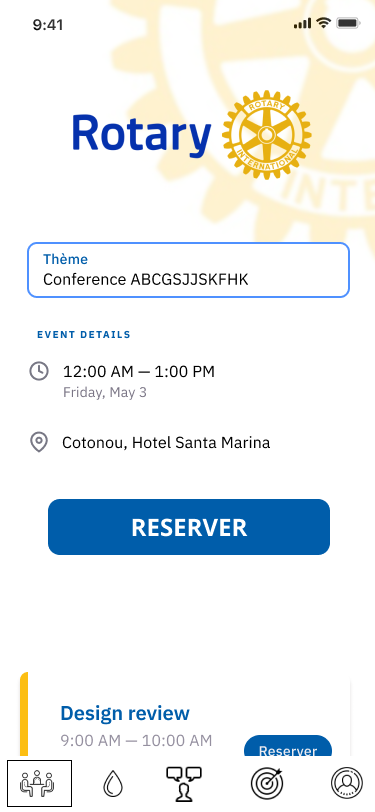 9:41
Rotary
ROTARY
INTERNATIONAL
INTE
Thème
Conference ABCGSJJSKFHK
EVENT DETAILS
12:00 AM — 1:00 PM
Friday, May 3
Cotonou, Hotel Santa Marina
RESERVER
Design review
9:00 AM — 10:00 AM
Reserver